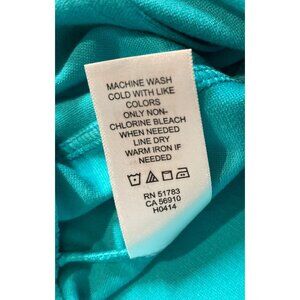 MACHINE WASH
COLD WITH LIKE
COLORS
ONLY NON-
CHLORINE BLEACH
WHEN NEEDED
LINE DRY
WARM IRON IF
NEEDED
RN 51783
CA 56910
H0414